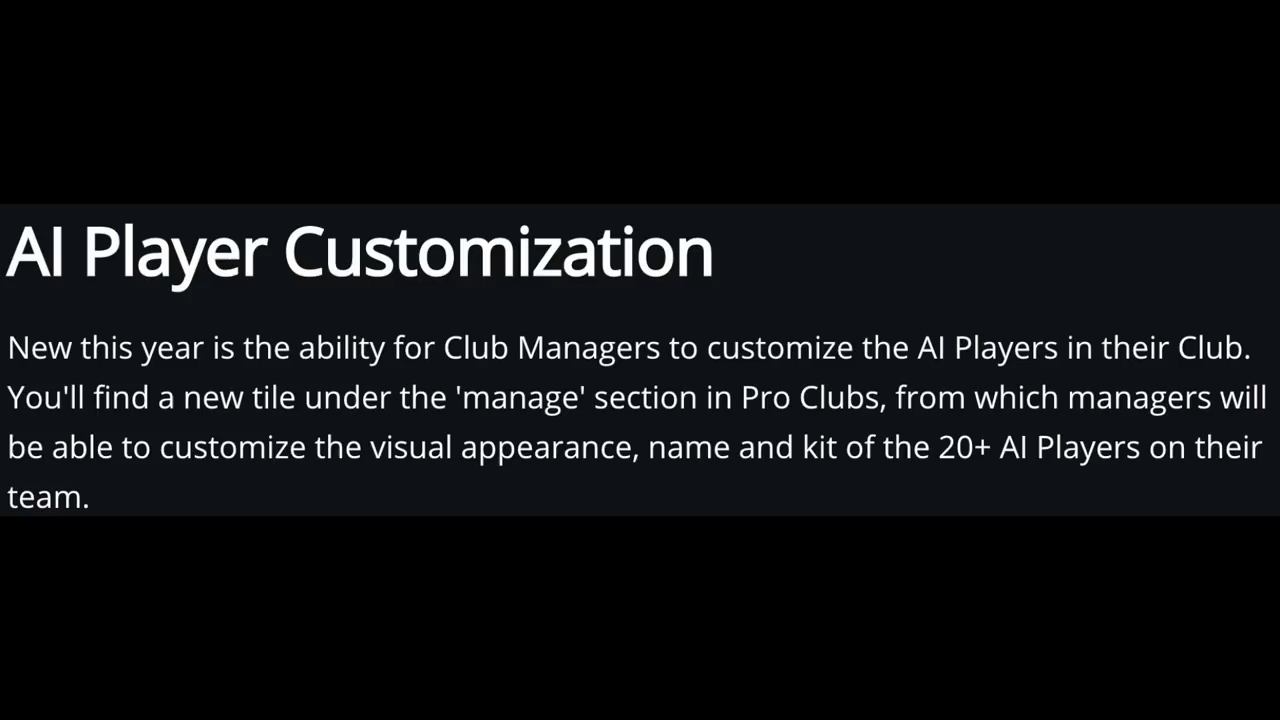 AI Player Customization
New this year is the ability for Club Managers to customize the AI Players in their Club.
You'll find a new tile under the 'manage' section in Pro Clubs, from which managers will
be able to customize the visual appearance, name and kit of the 20+ AI Players on their
team.